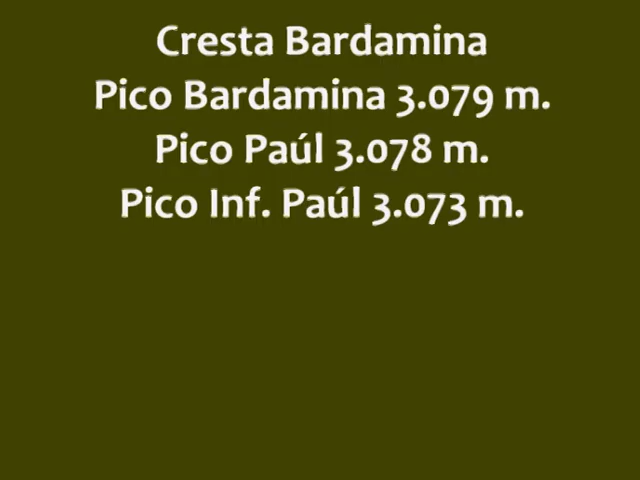 Cresta Bardamina
Pico Bardamina 3.079 m.
Pico Paúl 3.078 m.
Pico Inf. Paúl 3.073 m.